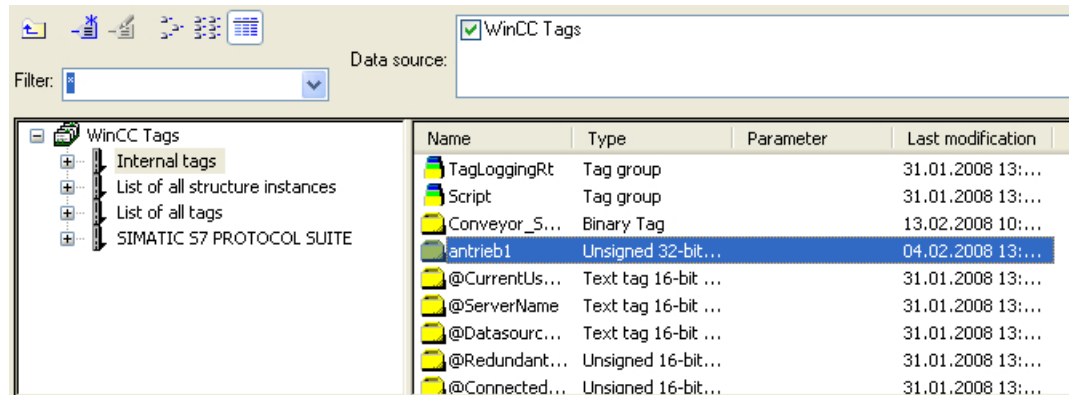 WinCC Tags
Data source:
Filter: *
WinCC Tags
Internal tags
List of all structure instances
List of all tags
SIMATIC S7 PROTOCOL SUITE
Name Type Parameter Last modification
TagLoggingRt Tag group 31.01.2008 13:...
Script Tag group 31.01.2008 13:...
Conveyor_S... Binary Tag 13.02.2008 10:...
antrieb1 Unsigned 32-bit... 04.02.2008 13:...
@CurrentUs... Text tag 16-bit ... 31.01.2008 13:...
@ServerName Text tag 16-bit ... 31.01.2008 13:...
@Datasourc... Text tag 16-bit ... 31.01.2008 13:...
@Redundant... Unsigned 16-bit... 31.01.2008 13:...
@Connected... Unsigned 16-bit... 31.01.2008 13:...